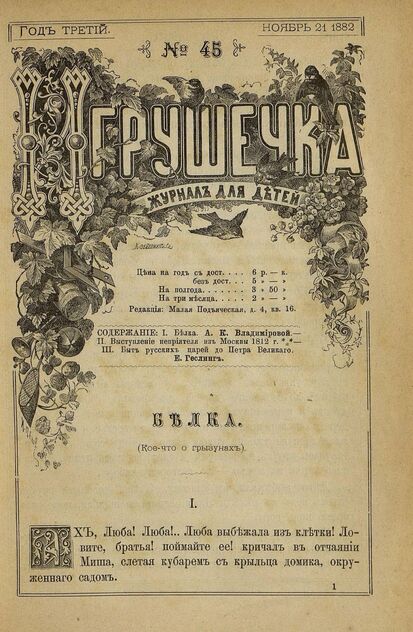 Годъ третій.
Ноябрь 21 1882
№ 45
Игрушечка
Журналъ для дѣтей
Цѣна на годъ съ дост. . . . 6 р. — к.
безъ дост. . 5 » — »
На полгода. . . . . . . . 3 » 50 »
На три мѣсяца. . . . . . 2 » — »
Редакція: Малая Подъяческая, д. 4, кв. 16.
СОДЕРЖАНІЕ: I. Бѣлка. А. К. Владиміровой.—
II. Выступленіе непріятеля изъ Москвы 1812 г. *,*—
III. Бытъ русскихъ царей до Петра Великаго.
Е. Геслингъ.
БѢЛКА.
(Кое-что о грызунахъ).
I.
АХЪ, Люба! Люба!.. Люба выбѣжала изъ клѣтки! Ло-
вите, братья! поймайте ее! кричалъ въ отчаяніи
Миша, слетая кубаремъ съ крыльца домика, окру-
женнаго садомъ.
1